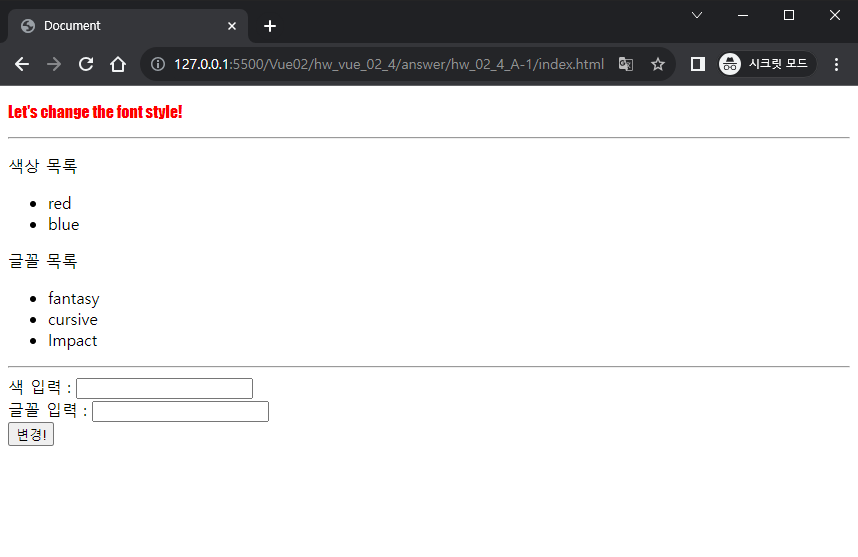 Document
127.0.0.1:5500/Vue02/hw_vue_02_4/answer/hw_02_4_A-1/index.html
시크릿 모드
Let's change the font style!
색상 목록
red
blue
글꼴 목록
fantasy
cursive
Impact
색 입력 :
글꼴 입력 :
변경!